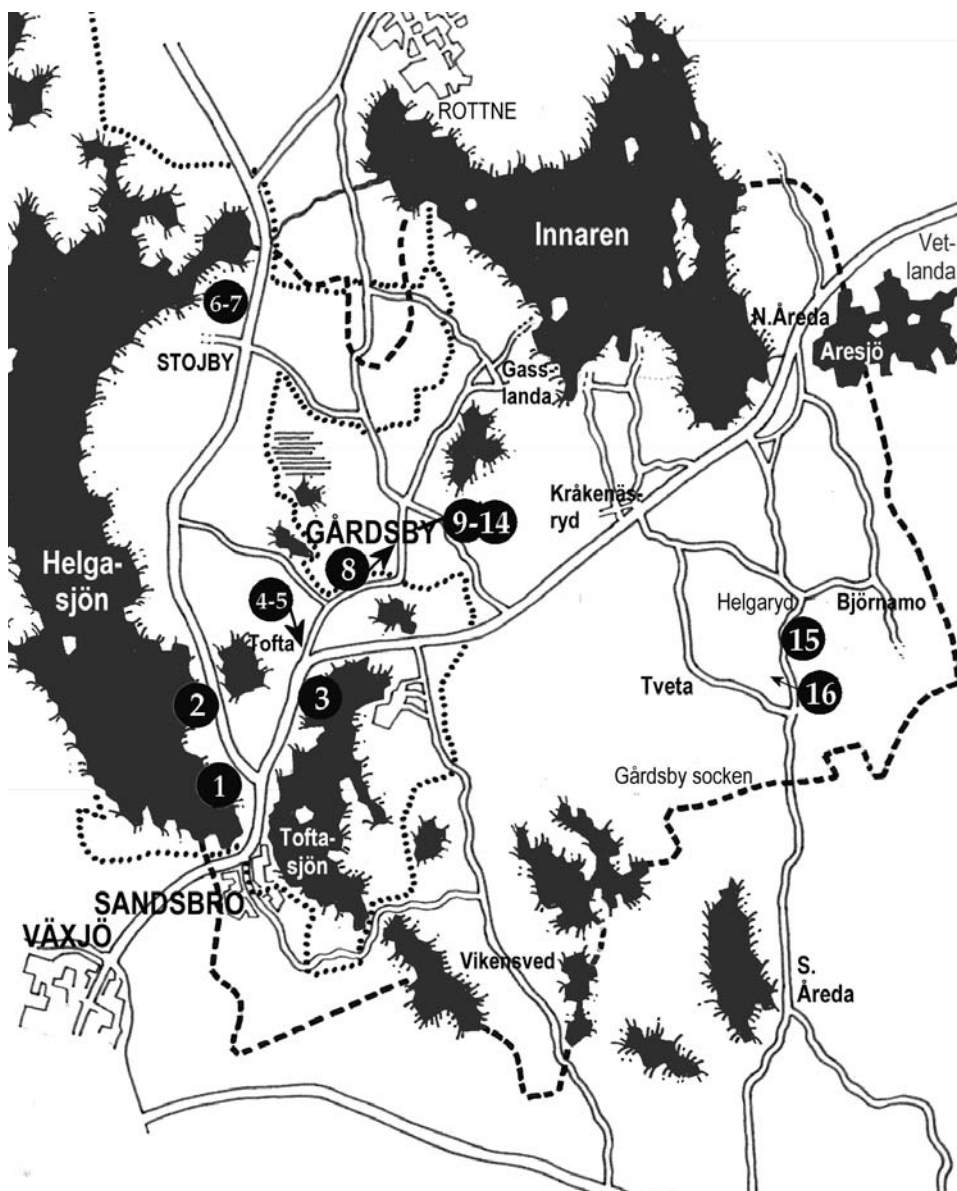 ROTTNE
Innaren
Vet-
landa
6-7
N.Åreda
STOJBY
Aresjö
Gass-
landa
Kråkenäs-
ryd
GÅRDSBY
9-14
8
Helga-
sjön
4-5
Tofta
Helgaryd
Björnamo
15
2
3
Tveta
16
1
Gårdsby socken
Tofta-
sjön
SANDSBRO
VÄXJÖ
Vikensved
S.
Åreda